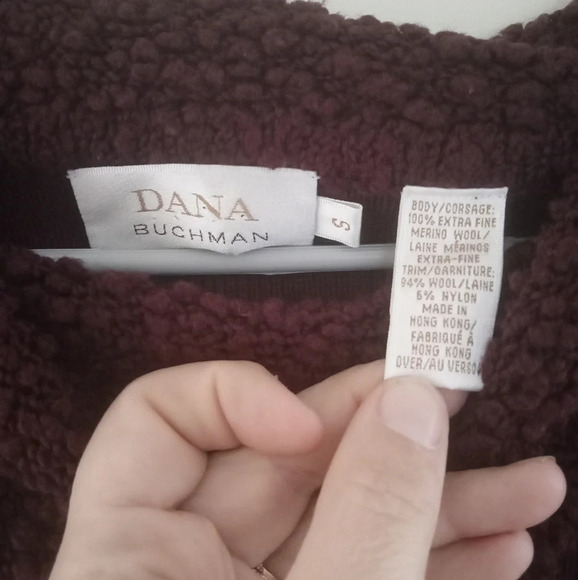 DANA
BUCHMAN
S
BODY/CORSAGE:
100% EXTRA FINE
MERINO WOOL/
LAINE MÉRINOS
EXTRA-FINE
TRIM/GARNITURE:
94% WOOL/LAINE
6% NYLON
MADE IN
HONG KONG/
FABRIQUÉ À
HONG KONG
OVER/AU VERSO